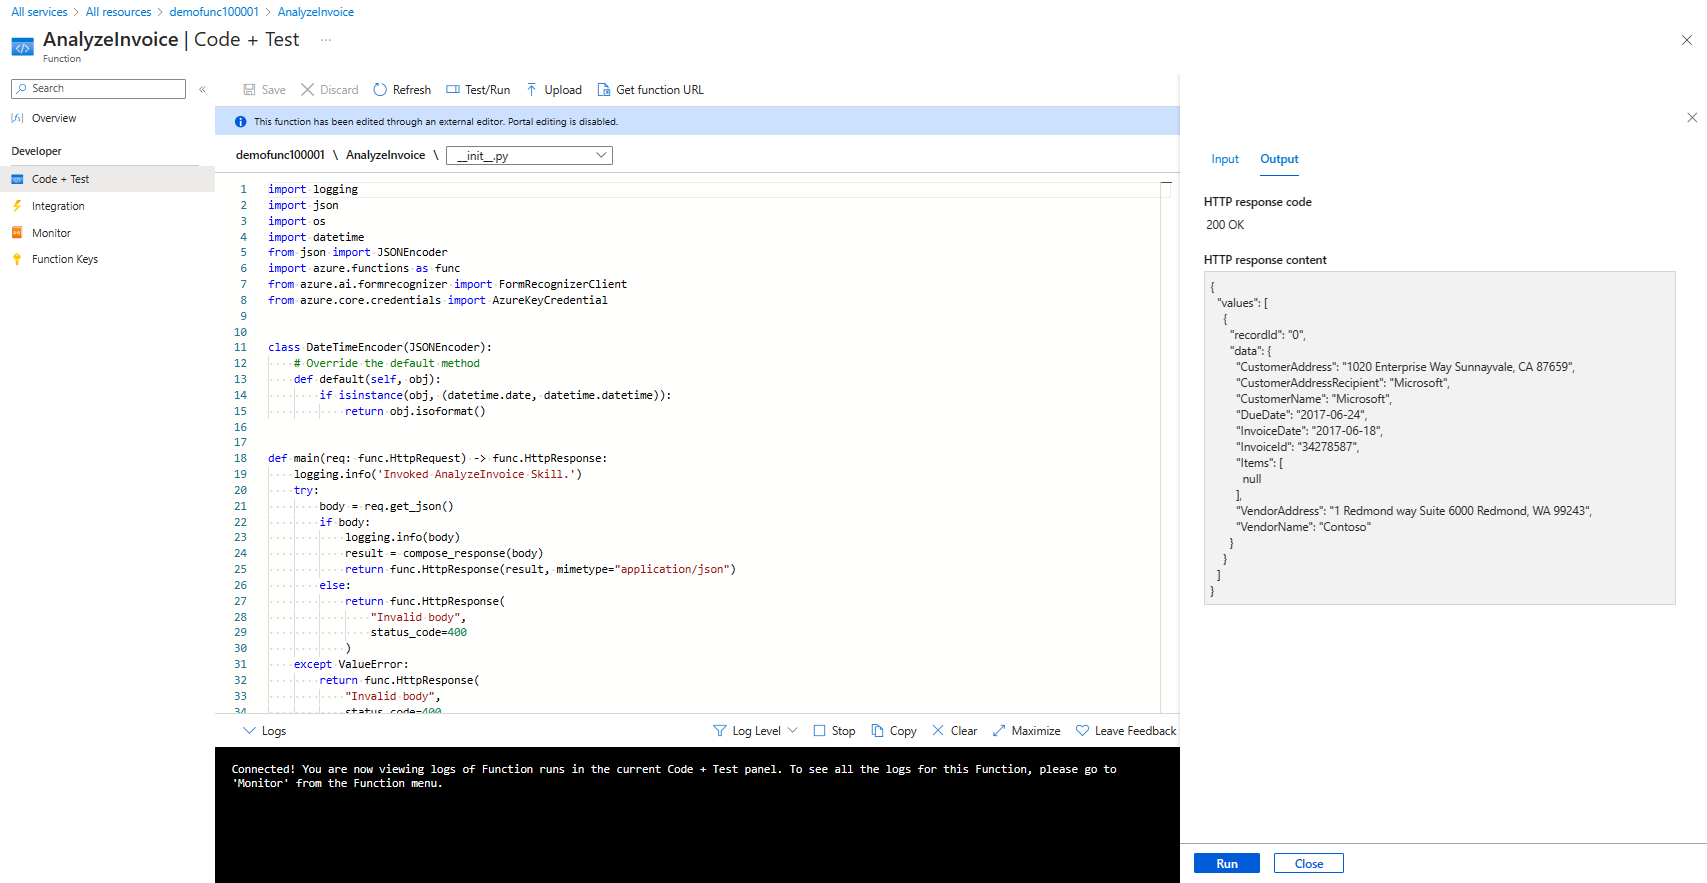 All services > All resources > demofunc100001 > AnalyzeInvoice
AnalyzeInvoice | Code + Test ...
Function
Search «
Overview
Developer
Code + Test
Integration
Monitor
Function Keys
Save Discard Refresh Test/Run Upload Get function URL
This function has been edited through an external editor. Portal editing is disabled.
demofunc100001 \ AnalyzeInvoice \ __init__.py
1 import logging
2 import json
3 import os
4 import datetime
5 from json import JSONEncoder
6 import azure.functions as func
7 from azure.ai.formrecognizer import FormRecognizerClient
8 from azure.core.credentials import AzureKeyCredential
9
10
11 class DateTimeEncoder(JSONEncoder):
12 # Override the default method
13 def default(self, obj):
14 if isinstance(obj, (datetime.date, datetime.datetime)):
15 return obj.isoformat()
16
17
18 def main(req: func.HttpRequest) -> func.HttpResponse:
19 logging.info('Invoked AnalyzeInvoice Skill.')
20 try:
21 body = req.get_json()
22 if body:
23 logging.info(body)
24 result = compose_response(body)
25 return func.HttpResponse(result, mimetype="application/json")
26 else:
27 return func.HttpResponse(
28 "Invalid body",
29 status_code=400
30 )
31 except ValueError:
32 return func.HttpResponse(
33 "Invalid body",
34 status_code=400
Logs Log Level Stop Copy Clear Maximize Leave Feedback
Connected! You are now viewing logs of Function runs in the current Code + Test panel. To see all the logs for this Function, please go to
'Monitor' from the Function menu.
Input Output
HTTP response code
200 OK
HTTP response content
{
"values": [
{
"recordId": "0",
"data": {
"CustomerAddress": "1020 Enterprise Way Sunnayvale, CA 87659",
"CustomerAddressRecipient": "Microsoft",
"CustomerName": "Microsoft",
"DueDate": "2017-06-24",
"InvoiceDate": "2017-06-18",
"InvoiceId": "34278587",
"Items": [
null
],
"VendorAddress": "1 Redmond way Suite 6000 Redmond, WA 99243",
"VendorName": "Contoso"
}
}
]
}
Run Close